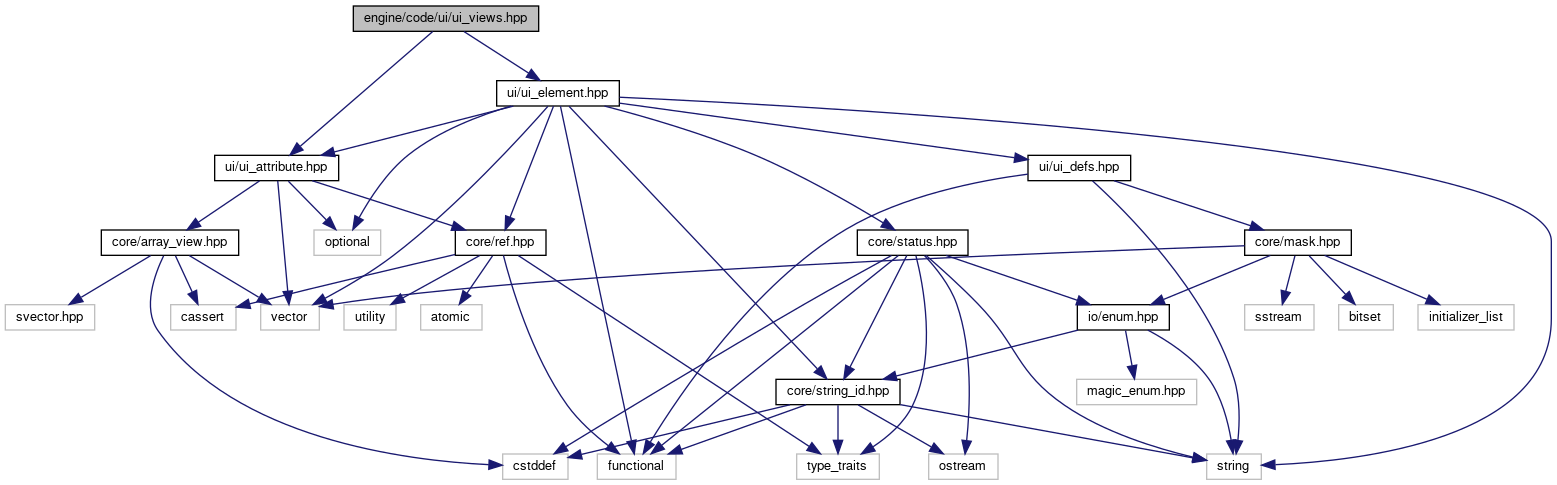 engine/code/ui/ui_views.hpp
ui/ui_element.hpp
ui/ui_attribute.hpp
ui/ui_defs.hpp
core/array_view.hpp
optional
core/ref.hpp
core/status.hpp
core/mask.hpp
svector.hpp
cassert
vector
utility
atomic
io/enum.hpp
sstream
bitset
initializer_list
core/string_id.hpp
magic_enum.hpp
cstddef
functional
type_traits
ostream
string